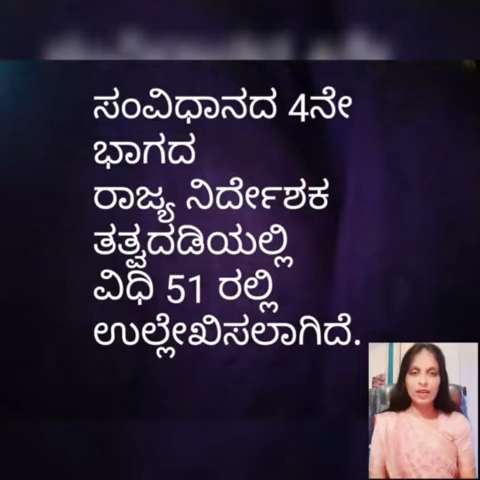 ಸಂವಿಧಾನದ 4ನೇ
ಭಾಗದ
ರಾಜ್ಯ ನಿರ್ದೇಶಕ
ತತ್ವದಡಿಯಲ್ಲಿ
ವಿಧಿ 51 ರಲ್ಲಿ
ಉಲ್ಲೇಖಿಸಲಾಗಿದೆ.